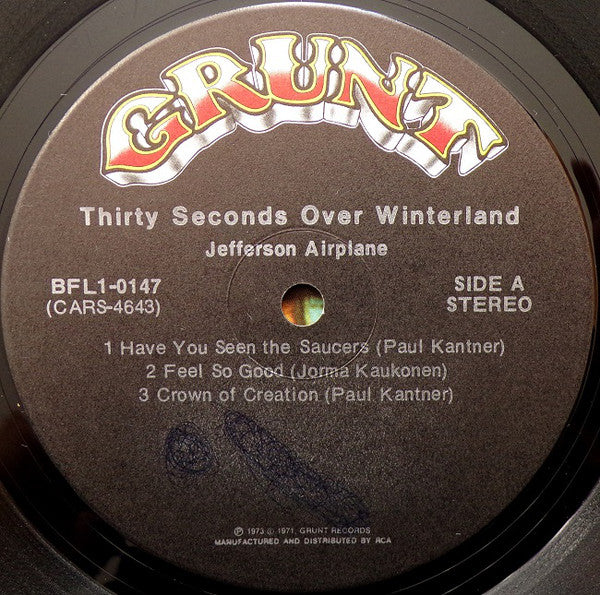 GRUNT
Thirty Seconds Over Winterland
Jefferson Airplane
BFL1-0147
(CARS-4643)
SIDE A
STEREO
1 Have You Seen the Saucers (Paul Kantner)
2 Feel So Good (Jorma Kaukonen)
3 Crown of Creation (Paul Kantner)
℗ 1973 © 1971, GRUNT RECORDS
MANUFACTURED AND DISTRIBUTED BY RCA